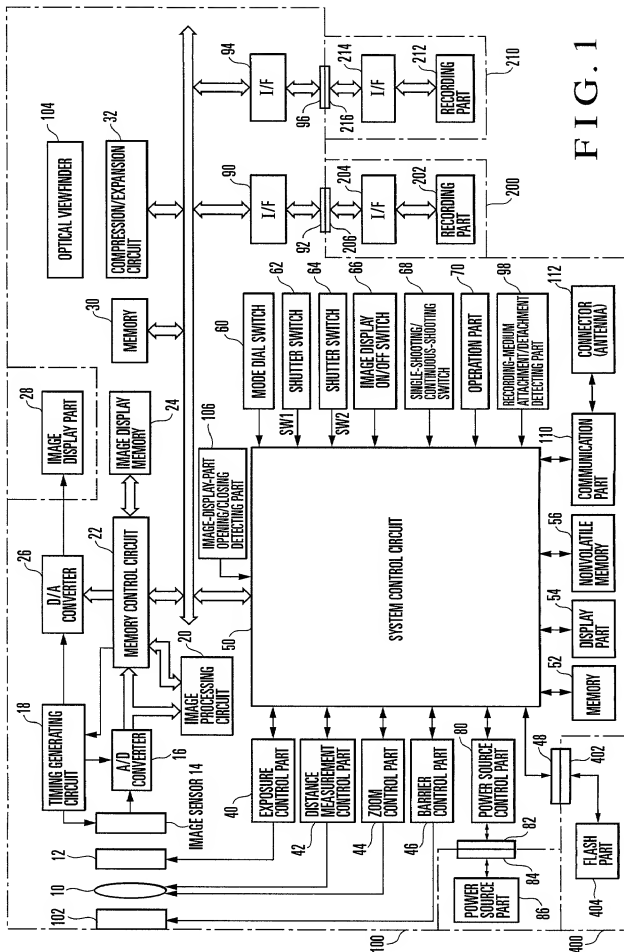 104
OPTICAL VIEWFINDER
32
COMPRESSION/EXPANSION
CIRCUIT
30
MEMORY
28
IMAGE DISPLAY PART
24
IMAGE DISPLAY
MEMORY
26
D/A
CONVERTER
22
MEMORY CONTROL CIRCUIT
18
TIMING GENERATING
CIRCUIT
A/D
CONVERTER
16
20
IMAGE
PROCESSING
CIRCUIT
IMAGE SENSOR 14
12
10
102
94
I/F
96
216
214
I/F
212
RECORDING
PART
210
90
I/F
92
206
204
I/F
202
RECORDING
PART
200
106
IMAGE-DISPLAY-PART
OPENING/CLOSING
DETECTING PART
60
MODE DIAL SWITCH
62
SHUTTER SWITCH
SW1
64
SHUTTER SWITCH
SW2
66
IMAGE DISPLAY
ON/OFF SWITCH
68
SINGLE-SHOOTING/
CONTINUOUS-SHOOTING
SWITCH
70
OPERATION PART
98
RECORDING-MEDIUM
ATTACHMENT/DETACHMENT
DETECTING PART
50
SYSTEM CONTROL CIRCUIT
40
EXPOSURE
CONTROL PART
42
DISTANCE
MEASUREMENT
CONTROL PART
44
ZOOM
CONTROL PART
46
BARRIER
CONTROL PART
80
POWER SOURCE
CONTROL PART
82
84
86
POWER
SOURCE
PART
48
402
FLASH
PART
404
52
MEMORY
54
DISPLAY
PART
56
NONVOLATILE
MEMORY
110
COMMUNICATION
PART
112
CONNECTOR
(ANTENNA)
100
400
FIG. 1